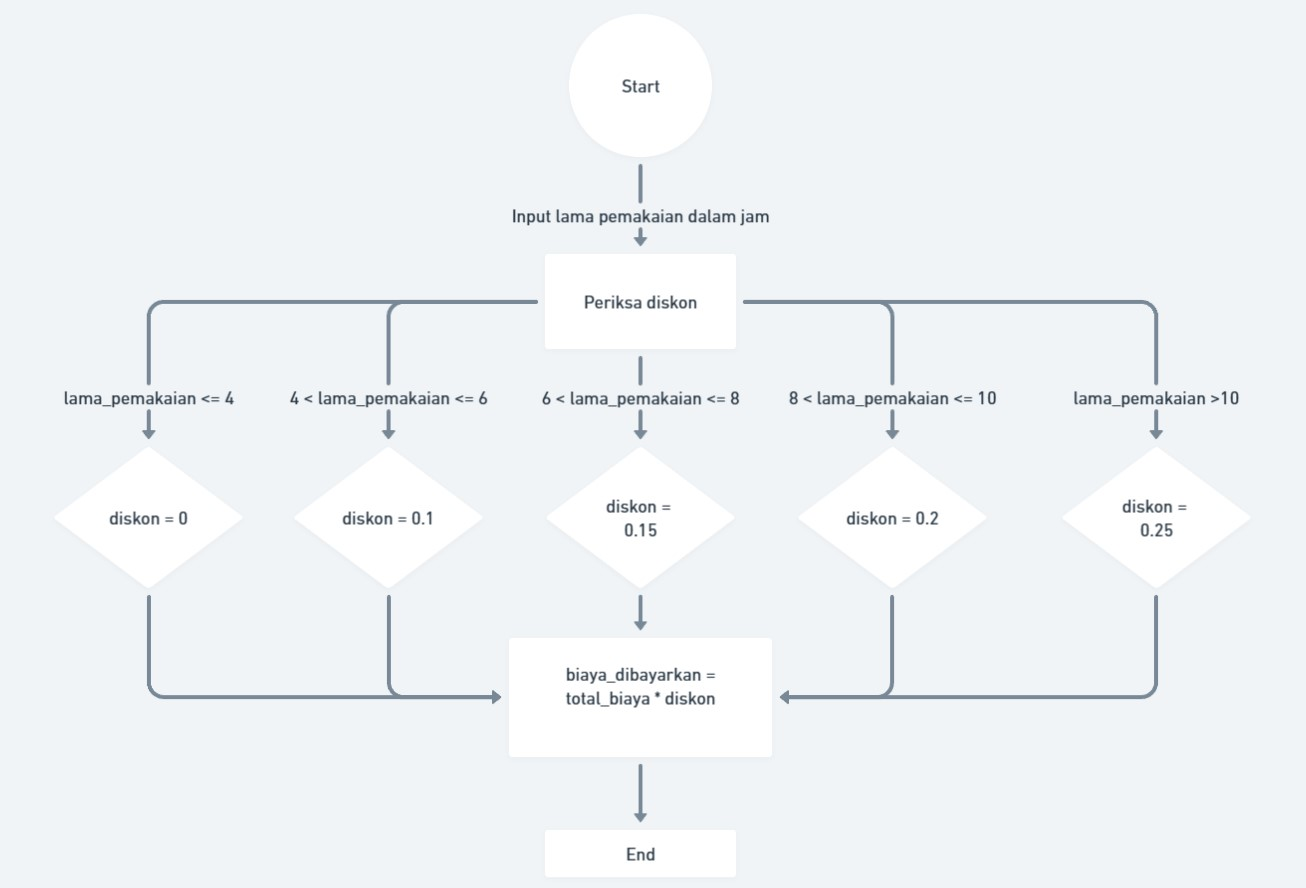 Start
Input lama pemakaian dalam jam
Periksa diskon
lama_pemakaian <= 4
4 < lama_pemakaian <= 6
6 < lama_pemakaian <= 8
8 < lama_pemakaian <= 10
lama_pemakaian >10
diskon = 0
diskon = 0.1
diskon =
0.15
diskon = 0.2
diskon =
0.25
biaya_dibayarkan =
total_biaya * diskon
End